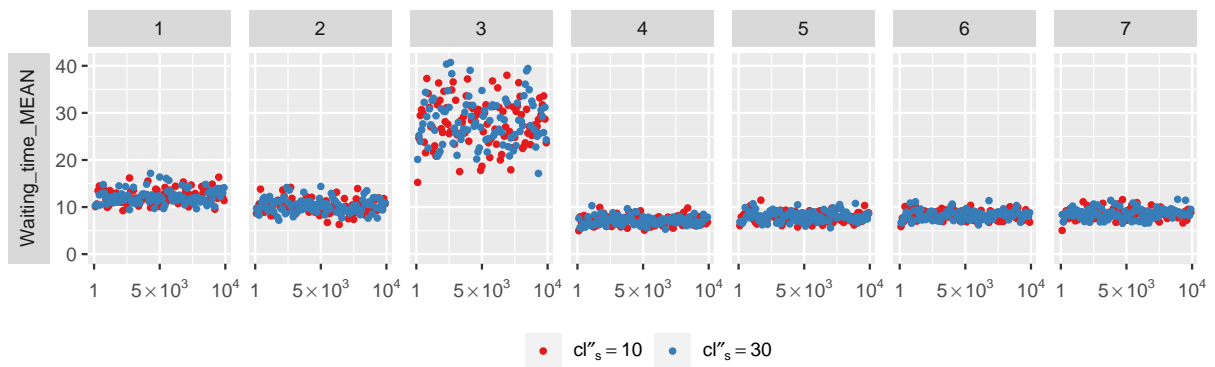 1 2 3 4 5 6 7
Waiting_time_MEAN
40
30
20
10
0
1 5×10³ 10⁴ 1 5×10³ 10⁴ 1 5×10³ 10⁴ 1 5×10³ 10⁴ 1 5×10³ 10⁴ 1 5×10³ 10⁴ 1 5×10³ 10⁴
cl″ₛ = 10 cl″ₛ = 30